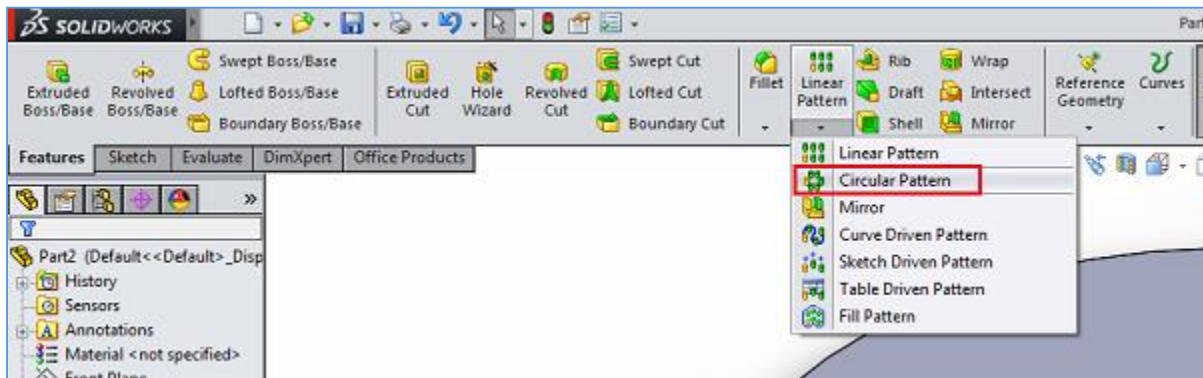 SOLIDWORKS
Par
Extruded Boss/Base
Revolved Boss/Base
Swept Boss/Base
Lofted Boss/Base
Boundary Boss/Base
Extruded Cut
Hole Wizard
Revolved Cut
Swept Cut
Lofted Cut
Boundary Cut
Fillet
Linear Pattern
Rib
Draft
Shell
Wrap
Intersect
Mirror
Reference Geometry
Curves
Features
Sketch
Evaluate
DimXpert
Office Products
Linear Pattern
Circular Pattern
Mirror
Curve Driven Pattern
Sketch Driven Pattern
Table Driven Pattern
Fill Pattern
Part2 (Default<<Default>_Disp
History
Sensors
Annotations
Material <not specified>
Front Plane